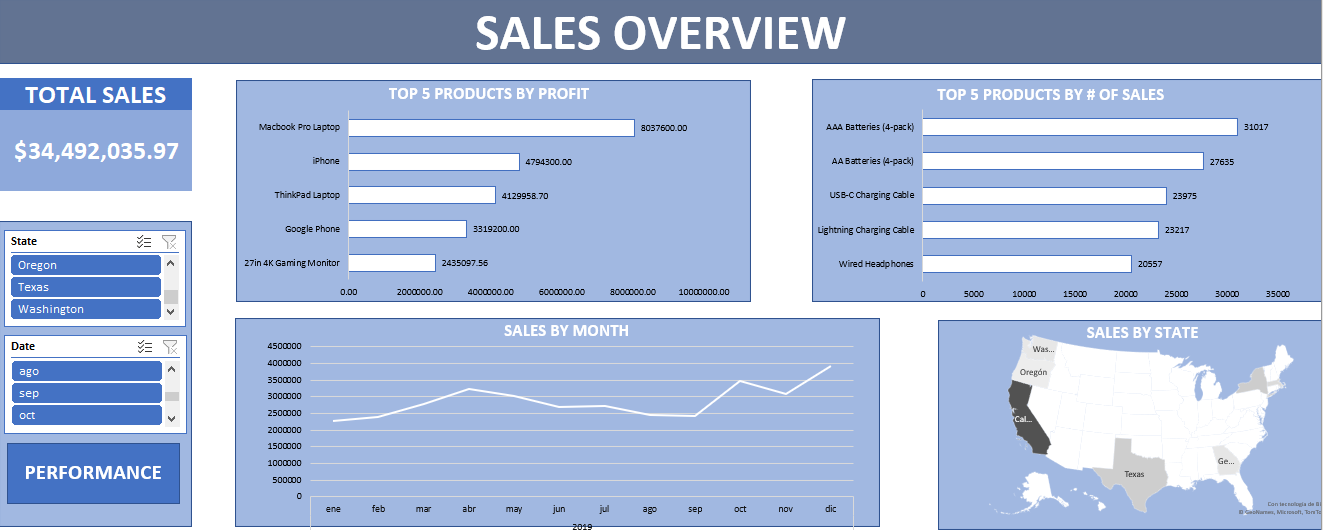 SALES OVERVIEW
TOTAL SALES
$34,492,035.97
State
Oregon
Texas
Washington
Date
ago
sep
oct
PERFORMANCE
TOP 5 PRODUCTS BY PROFIT
Macbook Pro Laptop 8037600.00
iPhone 4794300.00
ThinkPad Laptop 4129958.70
Google Phone 3319200.00
27in 4K Gaming Monitor 2435097.56
0.00 2000000.00 4000000.00 6000000.00 8000000.00 10000000.00
TOP 5 PRODUCTS BY # OF SALES
AAA Batteries (4-pack) 31017
AA Batteries (4-pack) 27635
USB-C Charging Cable 23975
Lightning Charging Cable 23217
Wired Headphones 20557
0 5000 10000 15000 20000 25000 30000 35000
SALES BY MONTH
4500000
4000000
3500000
3000000
2500000
2000000
1500000
1000000
500000
0
ene feb mar abr may jun jul ago sep oct nov dic
2019
SALES BY STATE
Was...
Oregón
Cal...
Texas
Ge...
Con tecnología de Bi
© GeoNames, Microsoft, TomTo